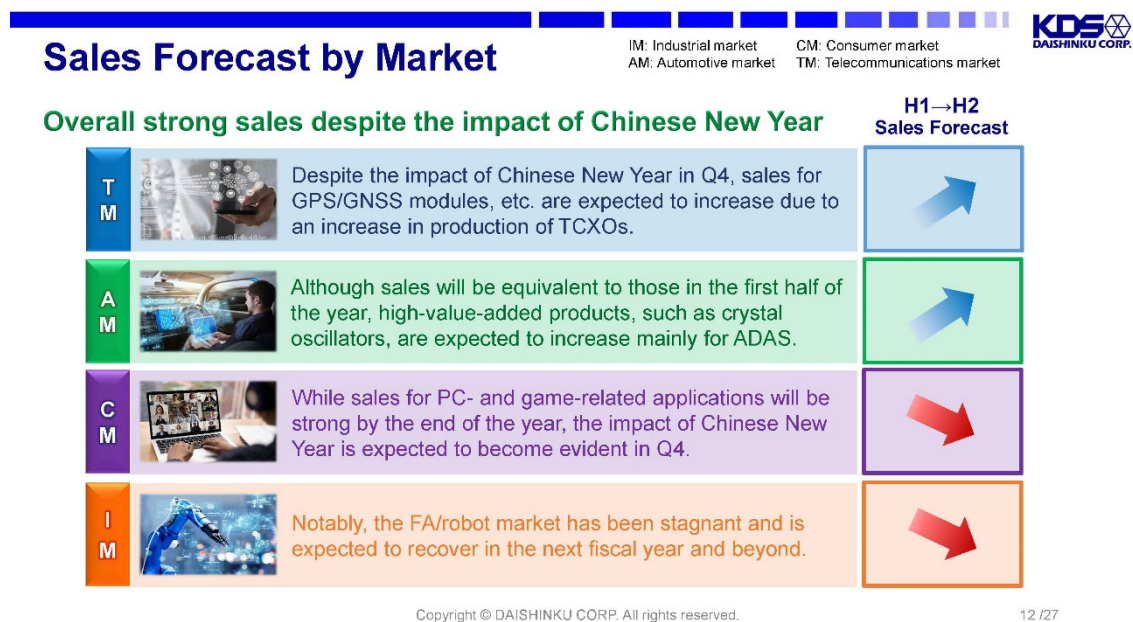 Sales Forecast by Market
IM: Industrial market
CM: Consumer market
AM: Automotive market
TM: Telecommunications market
KDS
DAISHINKU CORP.
Overall strong sales despite the impact of Chinese New Year
H1→H2
Sales Forecast
T
M
Despite the impact of Chinese New Year in Q4, sales for
GPS/GNSS modules, etc. are expected to increase due to
an increase in production of TCXOs.
A
M
Although sales will be equivalent to those in the first half of
the year, high-value-added products, such as crystal
oscillators, are expected to increase mainly for ADAS.
C
M
While sales for PC- and game-related applications will be
strong by the end of the year, the impact of Chinese New
Year is expected to become evident in Q4.
I
M
Notably, the FA/robot market has been stagnant and is
expected to recover in the next fiscal year and beyond.
Copyright © DAISHINKU CORP. All rights reserved.
12 /27